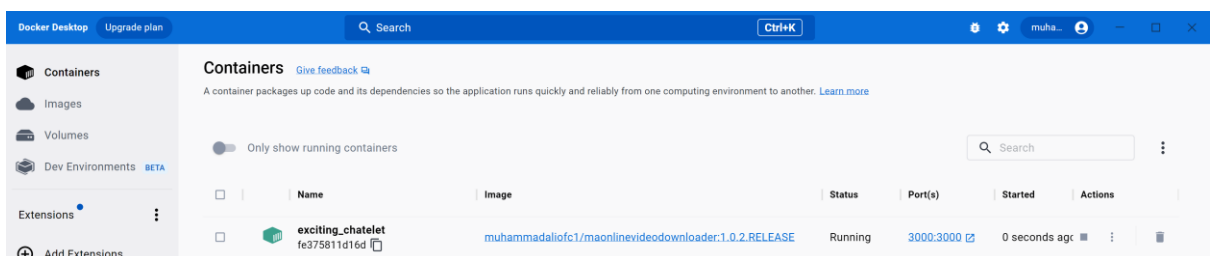 Docker Desktop Upgrade plan Search Ctrl+K muha...
Containers
Images
Volumes
Dev Environments BETA
Extensions
Add Extensions
Containers Give feedback
A container packages up code and its dependencies so the application runs quickly and reliably from one computing environment to another. Learn more
Only show running containers
Search
Name Image Status Port(s) Started Actions
exciting_chatelet
fe375811d16d
muhammadaliofc1/maonlinevideodownloader:1.0.2.RELEASE Running 3000:3000 0 seconds agc